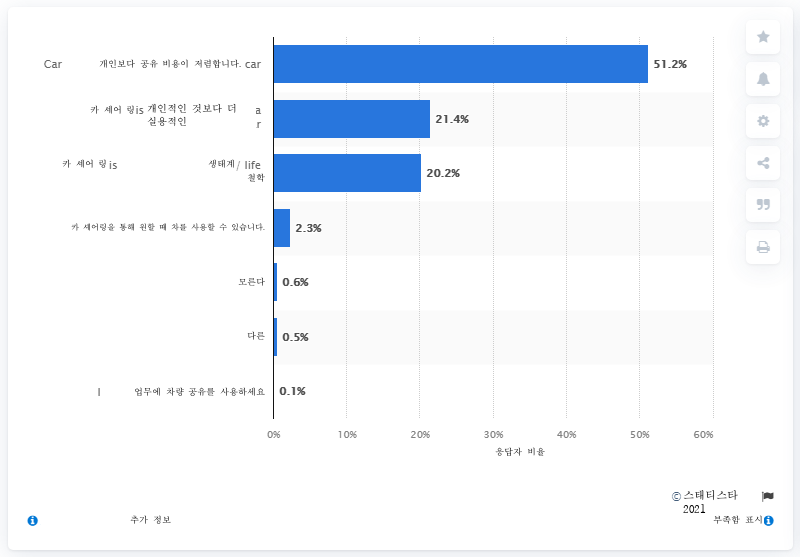 Car 개인보다 공유 비용이 저렴합니다. car
51.2%
카 셰어 링is 개인적인 것보다 더 a
실용적인 r
21.4%
카 셰어 링is 생태계/ life
철학
20.2%
카 셰어링을 통해 원할 때 차를 사용할 수 있습니다.
2.3%
모른다
0.6%
다른
0.5%
I 업무에 차량 공유를 사용하세요
0.1%
0% 10% 20% 30% 40% 50% 60%
응답자 비율
© 스태티스타
2021
추가 정보
부족함 표시